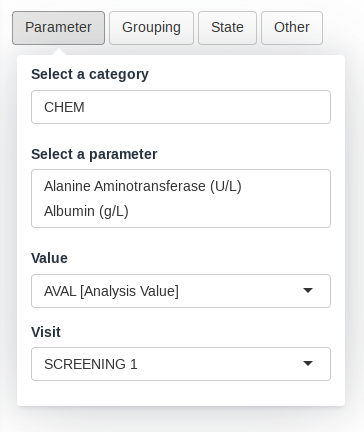 Parameter Grouping State Other
Select a category
CHEM
Select a parameter
Alanine Aminotransferase (U/L)
Albumin (g/L)
Value
AVAL [Analysis Value]
Visit
SCREENING 1